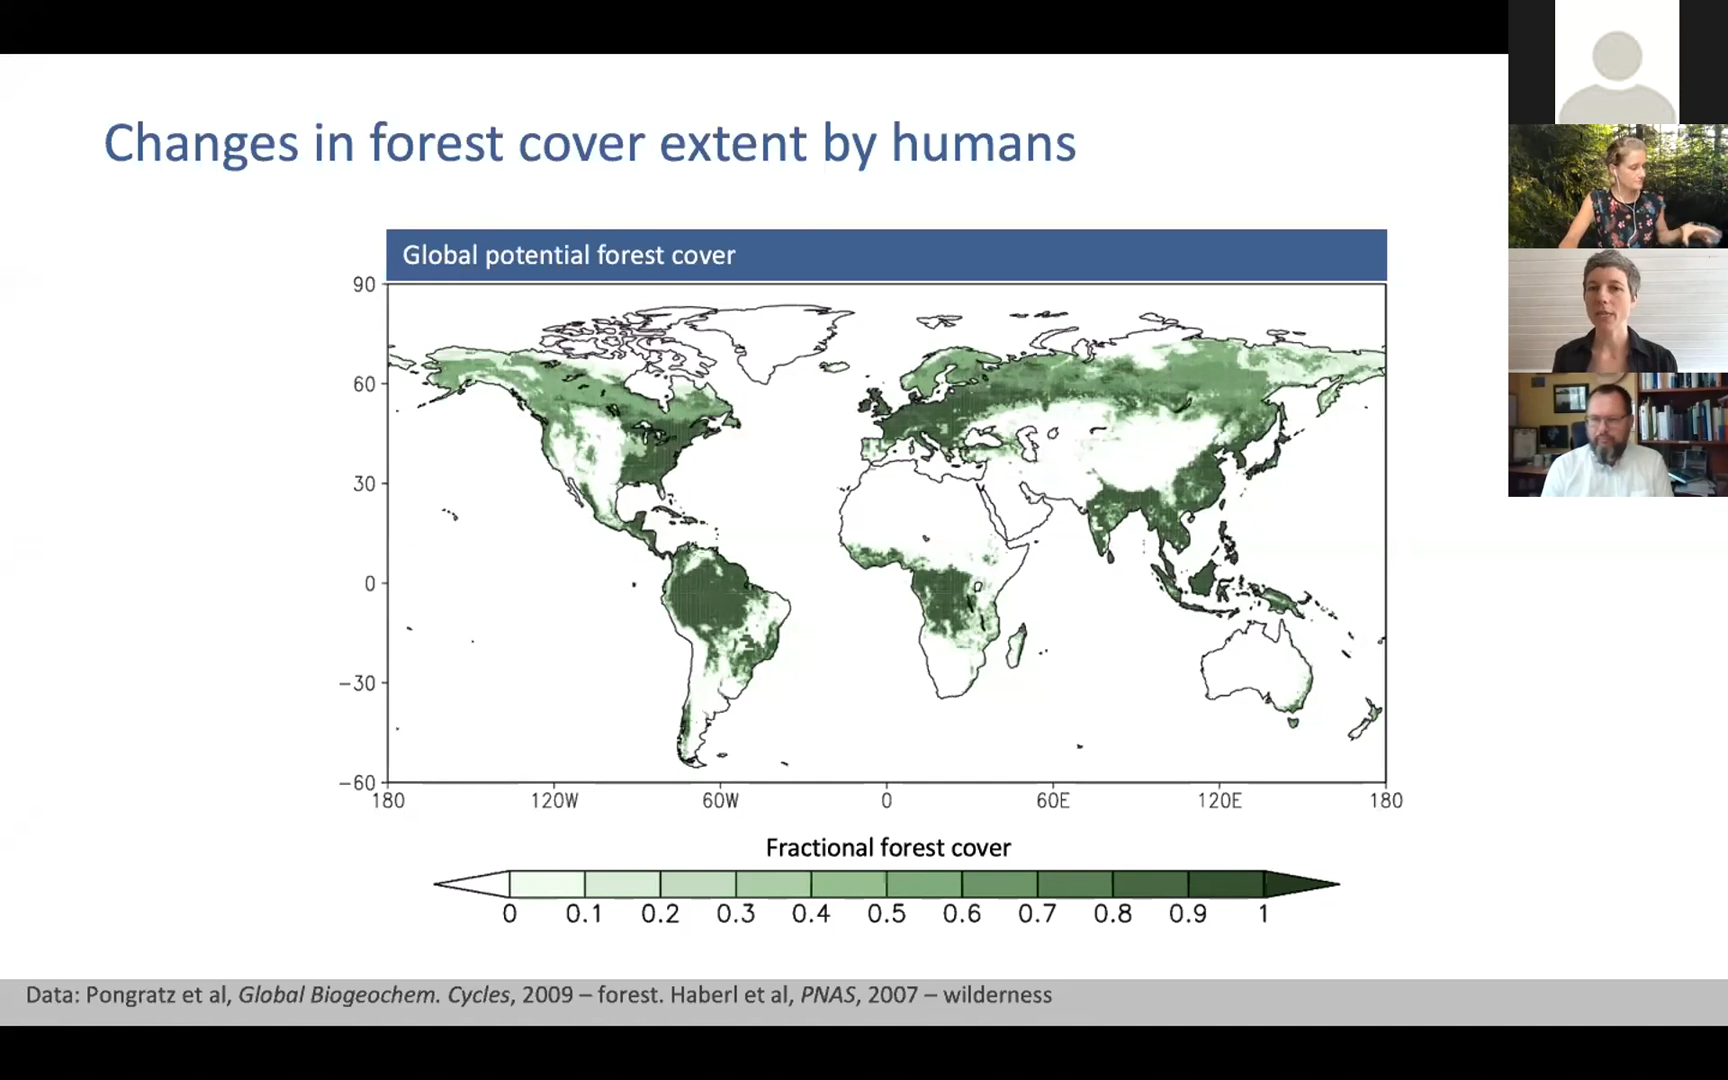 Changes in forest cover extent by humans
Global potential forest cover
90
60
30
0
−30
−60
180 120W 60W 0 60E 120E 180
Fractional forest cover
0 0.1 0.2 0.3 0.4 0.5 0.6 0.7 0.8 0.9 1
Data: Pongratz et al, Global Biogeochem. Cycles, 2009 – forest. Haberl et al, PNAS, 2007 – wilderness